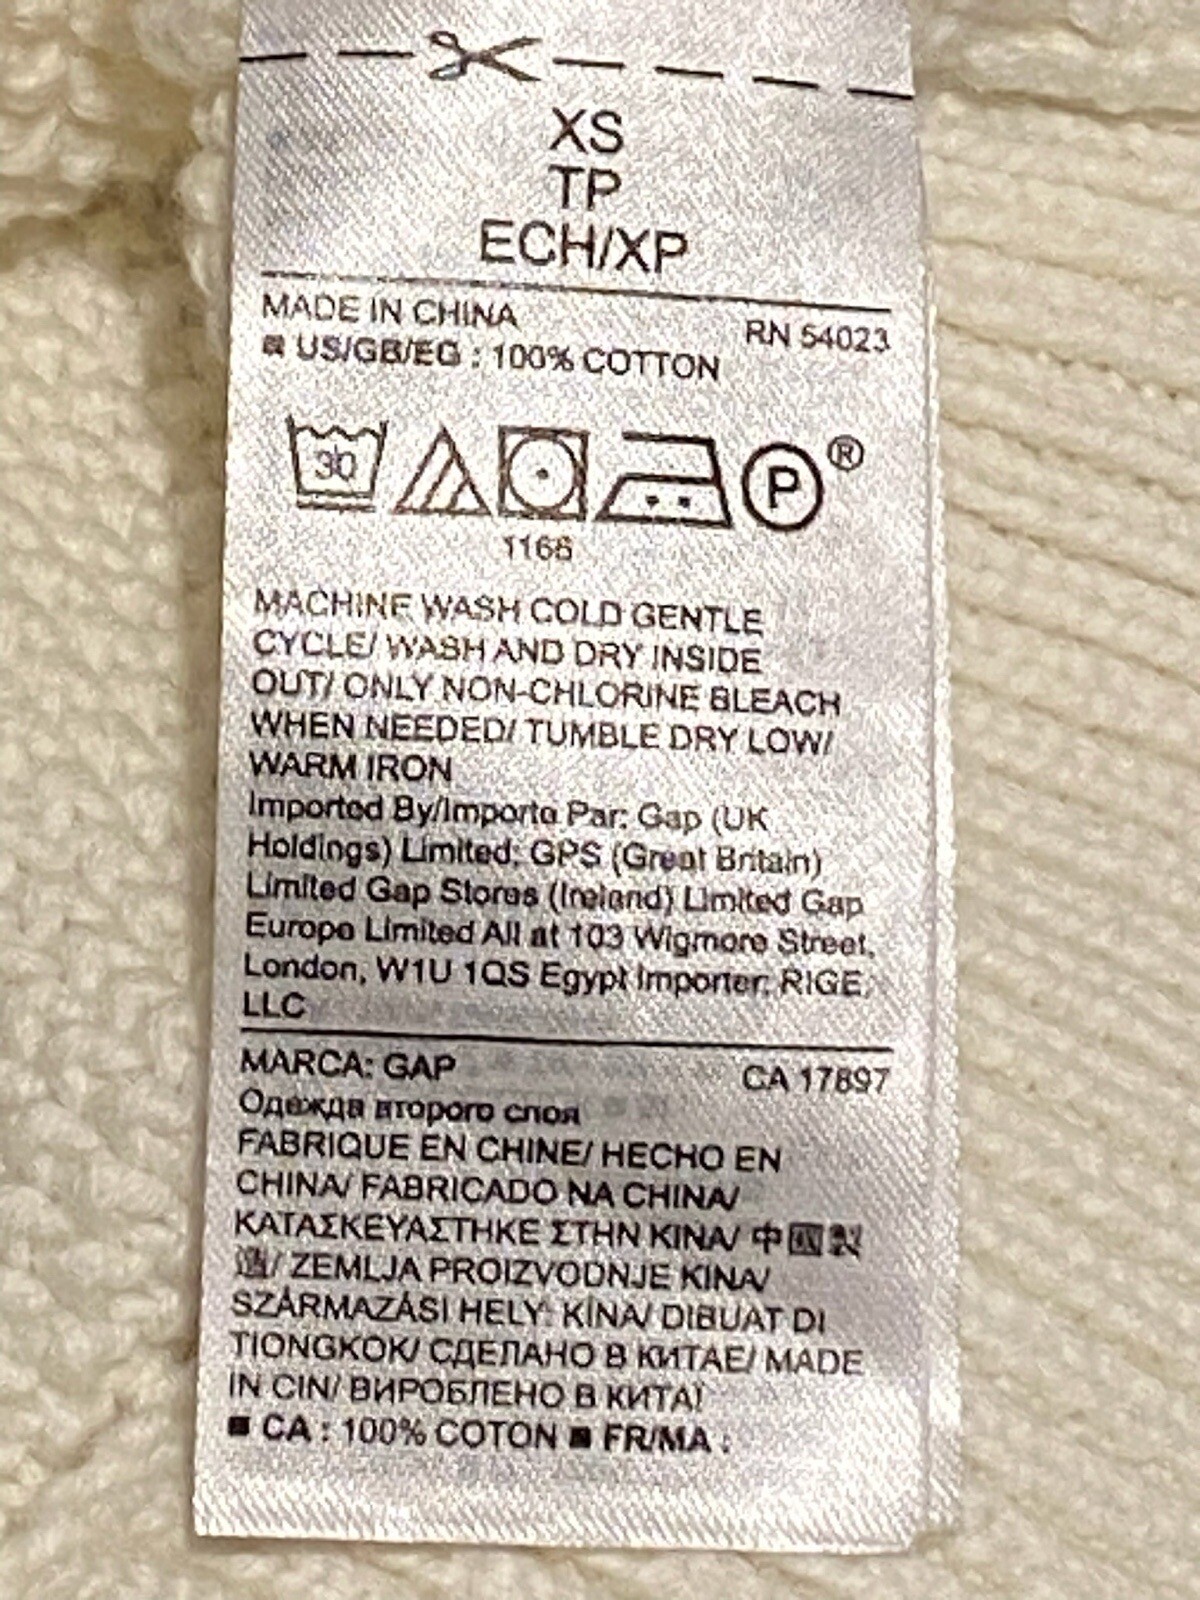 XS
TP
ECH/XP
MADE IN CHINA
RN 54023
■ US/GB/EG : 100% COTTON
30
P ®
1166
MACHINE WASH COLD GENTLE
CYCLE/ WASH AND DRY INSIDE
OUT/ ONLY NON-CHLORINE BLEACH
WHEN NEEDED/ TUMBLE DRY LOW/
WARM IRON
Imported By/Importe Par: Gap (UK
Holdings) Limited; GPS (Great Britain)
Limited Gap Stores (Ireland) Limited Gap
Europe Limited All at 103 Wigmore Street,
London, W1U 1QS Egypt Importer: RIGE,
LLC
MARCA: GAP
CA 17897
Одежда второго слоя
FABRIQUE EN CHINE/ HECHO EN
CHINA/ FABRICADO NA CHINA/
ΚΑΤΑΣΚΕΥΑΣΤΗΚΕ ΣΤΗΝ ΚΙΝΑ/ 中國製
造/ ZEMLJA PROIZVODNJE KINA/
SZÁRMAZÁSI HELY: KÍNA/ DIBUAT DI
TIONGKOK/ СДЕЛАНО В КИТАЕ/ MADE
IN CIN/ ВИРОБЛЕНО В КИТАЇ
■ CA : 100% COTON ■ FR/MA :